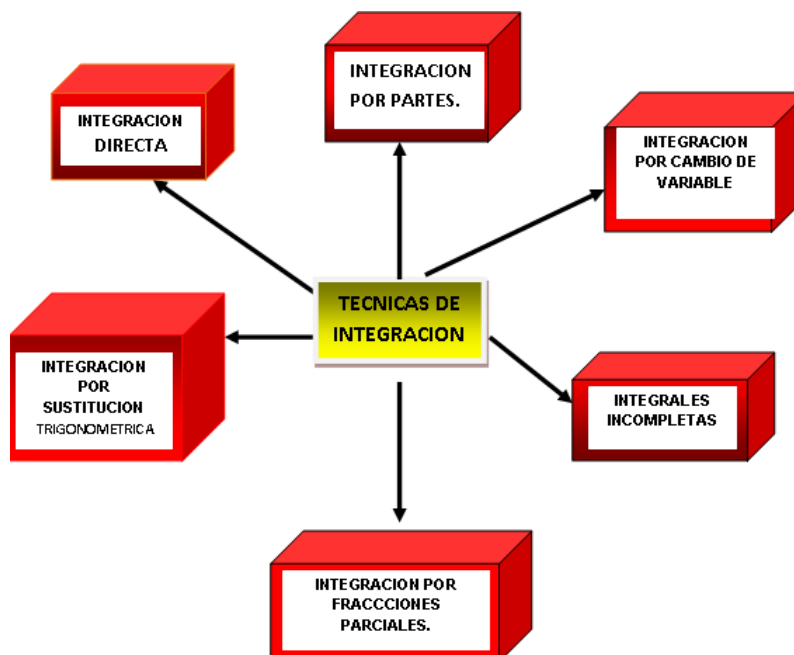 INTEGRACION
POR PARTES.
INTEGRACION
DIRECTA
INTEGRACION
POR CAMBIO DE
VARIABLE
TECNICAS DE
INTEGRACION
INTEGRACION
POR
SUSTITUCION
TRIGONOMETRICA
INTEGRALES
INCOMPLETAS
INTEGRACION POR
FRACCCIONES
PARCIALES.